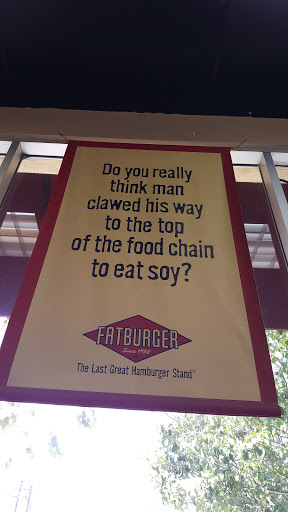 Do you really
think man
clawed his way
to the top
of the food chain
to eat soy?
FATBURGER
Since 1952
The Last Great Hamburger Stand®